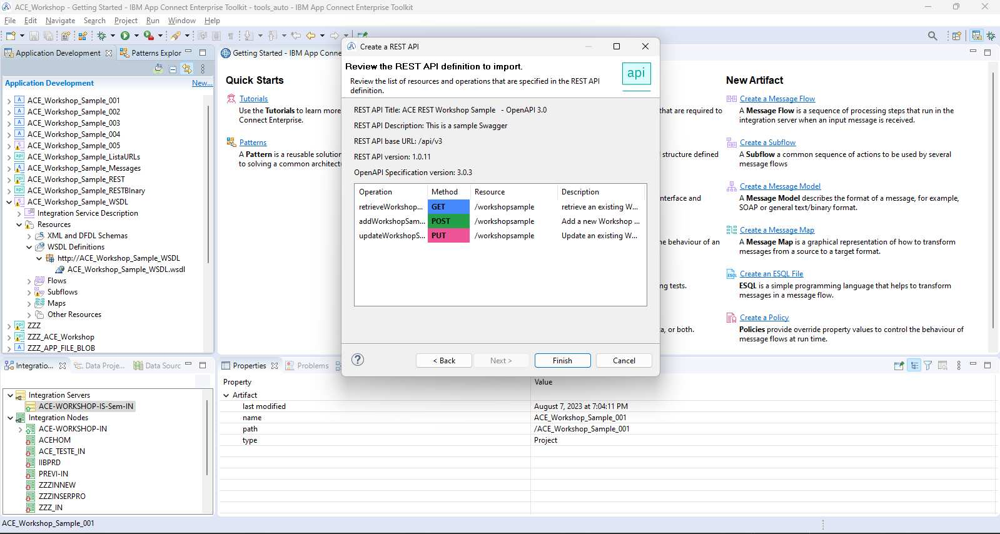 ACE_Workshop - Getting Started - IBM App Connect Enterprise Toolkit - tools_auto - IBM App Connect Enterprise Toolkit
File Edit Navigate Search Project Run Window Help
Application Development
Patterns Explor
Application Development
New...
ACE_Workshop_Sample_001
ACE_Workshop_Sample_002
ACE_Workshop_Sample_003
ACE_Workshop_Sample_004
ACE_Workshop_Sample_005
ACE_Workshop_Sample_ListaURLs
ACE_Workshop_Sample_Messages
ACE_Workshop_Sample_REST
ACE_Workshop_Sample_RESTBInary
ACE_Workshop_Sample_WSDL
Integration Service Description
Resources
XML and DFDL Schemas
WSDL Definitions
http://ACE_Workshop_Sample_WSDL
ACE_Workshop_Sample_WSDL.wsdl
Flows
Subflows
Maps
Other Resources
ZZZ
ZZZ_ACE_Workshop
ZZZ_APP_FILE_BLOB
Getting Started - IBM App Conne
Quick Starts
Tutorials
Use the Tutorials to learn more
Connect Enterprise.
Patterns
A Pattern is a reusable solution
to solving a common architect
that are required to
structure defined
nterface and
he behaviour of an
ng tests.
a, or both.
New Artifact
Create a Message Flow
A Message Flow is a sequence of processing steps that run in the
integration server when an input message is received.
Create a Subflow
A Subflow a common sequence of actions to be used by several
message flows
Create a Message Model
A Message Model describes the format of a message, for example,
SOAP or general text/binary format.
Create a Message Map
A Message Map is a graphical representation of how to transform
messages from a source to a target format.
Create an ESQL File
ESQL is a simple programming language that helps to transform
messages in a message flow.
Create a Policy
Policies provide override property values to control the behaviour of
message flows at run time.
Create a REST API
Review the REST API definition to import.
Review the list of resources and operations that are specified in the REST API
definition.
api
REST API Title: ACE REST Workshop Sample - OpenAPI 3.0
REST API Description: This is a sample Swagger
REST API base URL: /api/v3
REST API version: 1.0.11
OpenAPI Specification version: 3.0.3
Operation Method Resource Description
retrieveWorkshop... GET /workshopsample retrieve an existing W...
addWorkshopSam... POST /workshopsample Add a new Workshop ...
updateWorkshopS... PUT /workshopsample Update an existing W...
< Back Next > Finish Cancel
Integratio... Data Proje... Data Sourc
Integration Servers
ACE-WORKSHOP-IS-Sem-IN
Integration Nodes
ACE-WORKSHOP-IN
ACEHOM
ACE_TESTE_IN
IIBPRD
PREVI-IN
ZZZINNEW
ZZZINSERPRO
ZZZ_IN
Properties Problems
Property Value
Artifact
last modified August 7, 2023 at 7:04:11 PM
name ACE_Workshop_Sample_001
path /ACE_Workshop_Sample_001
type Project
ACE_Workshop_Sample_001